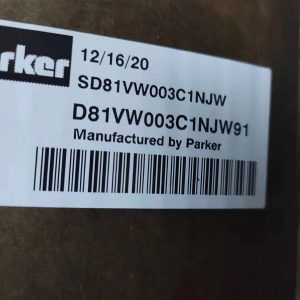 Parker
12/16/20
SD81VW003C1NJW
D81VW003C1NJW91
Manufactured by Parker